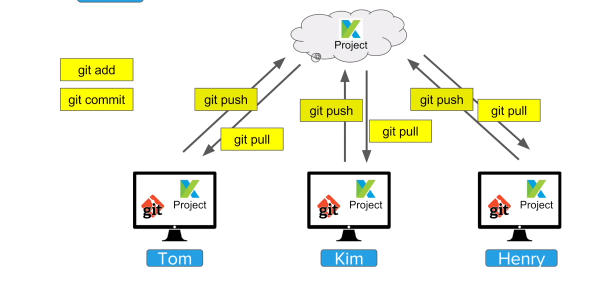 Project
git add
git commit
git push
git pull
git push
git pull
git push
git pull
git
Project
git
Project
git
Project
Tom
Kim
Henry